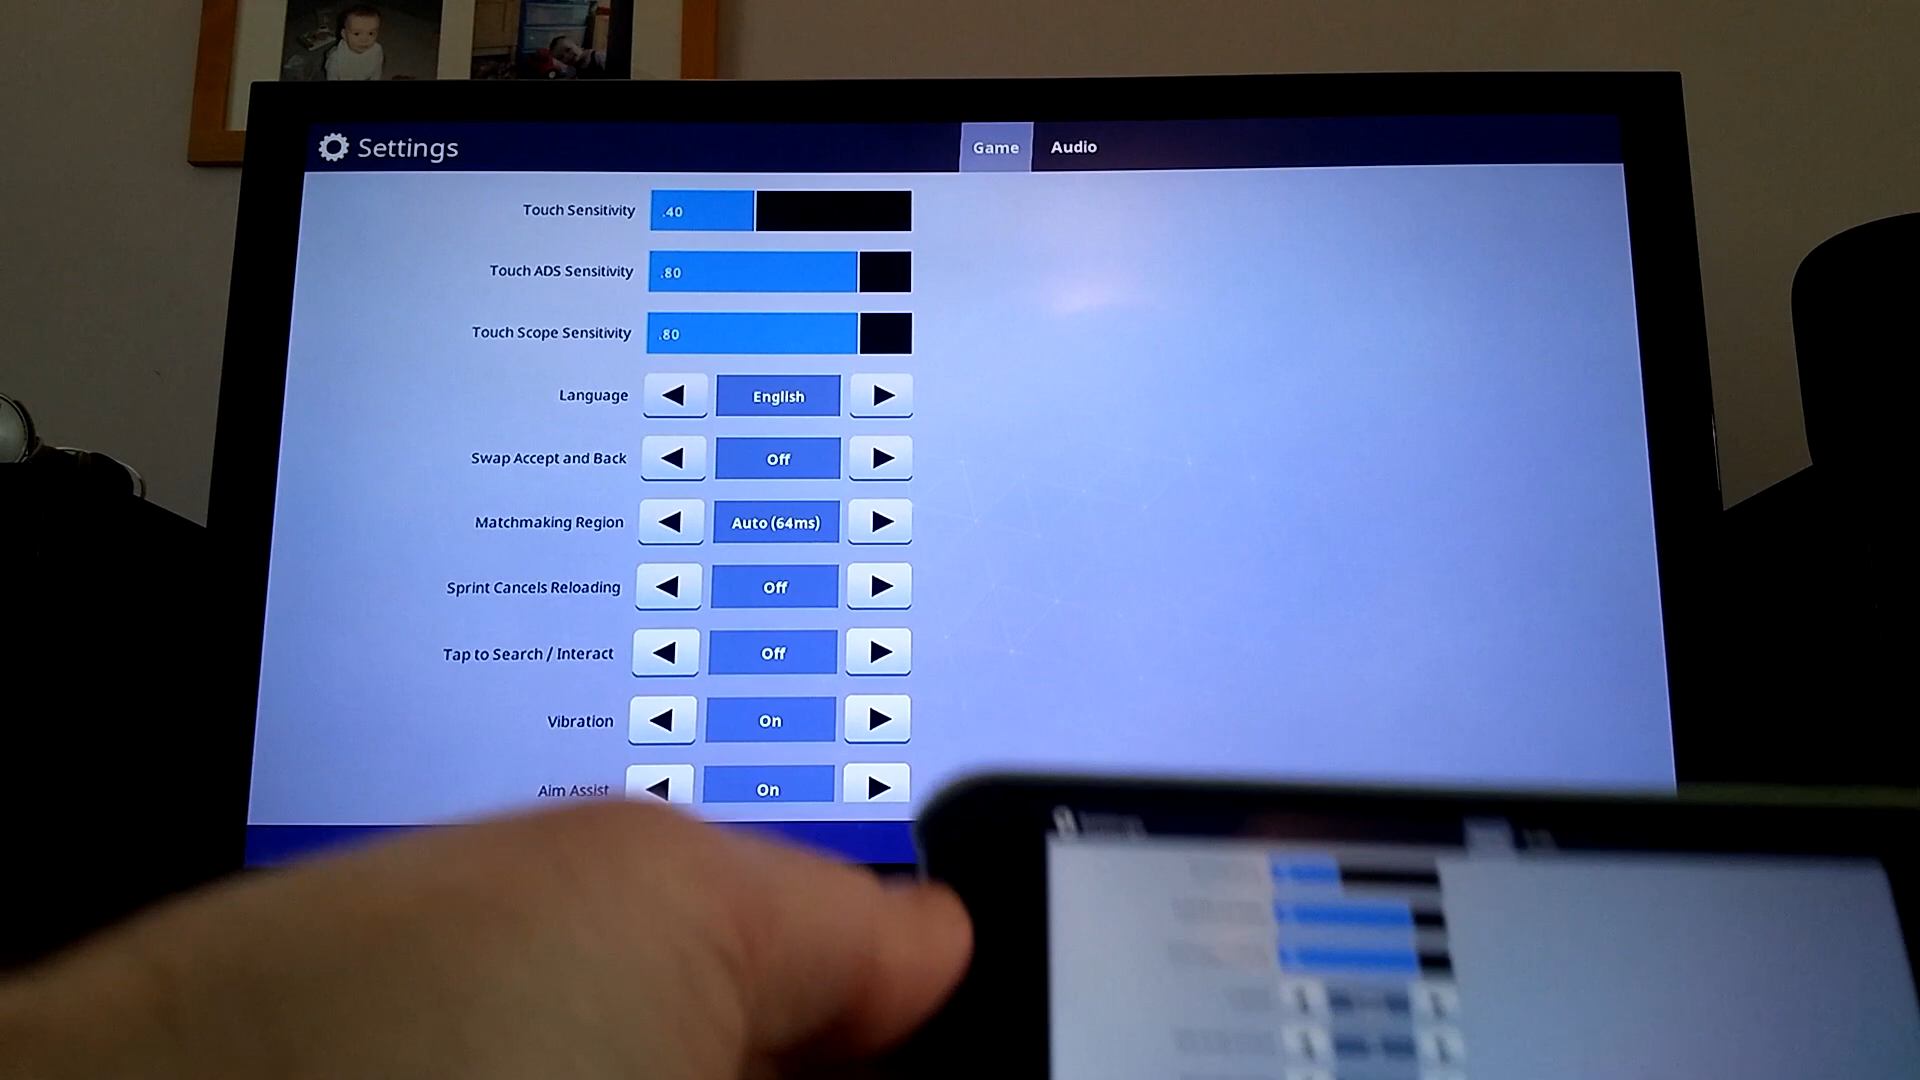 Settings
Game
Audio
Touch Sensitivity .40
Touch ADS Sensitivity .80
Touch Scope Sensitivity .80
Language English
Swap Accept and Back Off
Matchmaking Region Auto (64ms)
Sprint Cancels Reloading Off
Tap to Search / Interact Off
Vibration On
Aim Assist On